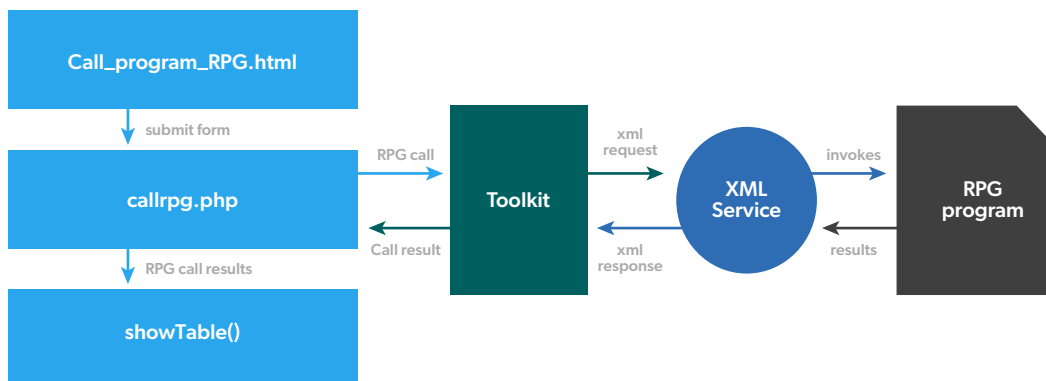 Call_program_RPG.html
submit form
callrpg.php
RPG call results
showTable()
RPG call
Call result
Toolkit
xml
request
xml
response
XML
Service
invokes
results
RPG
program